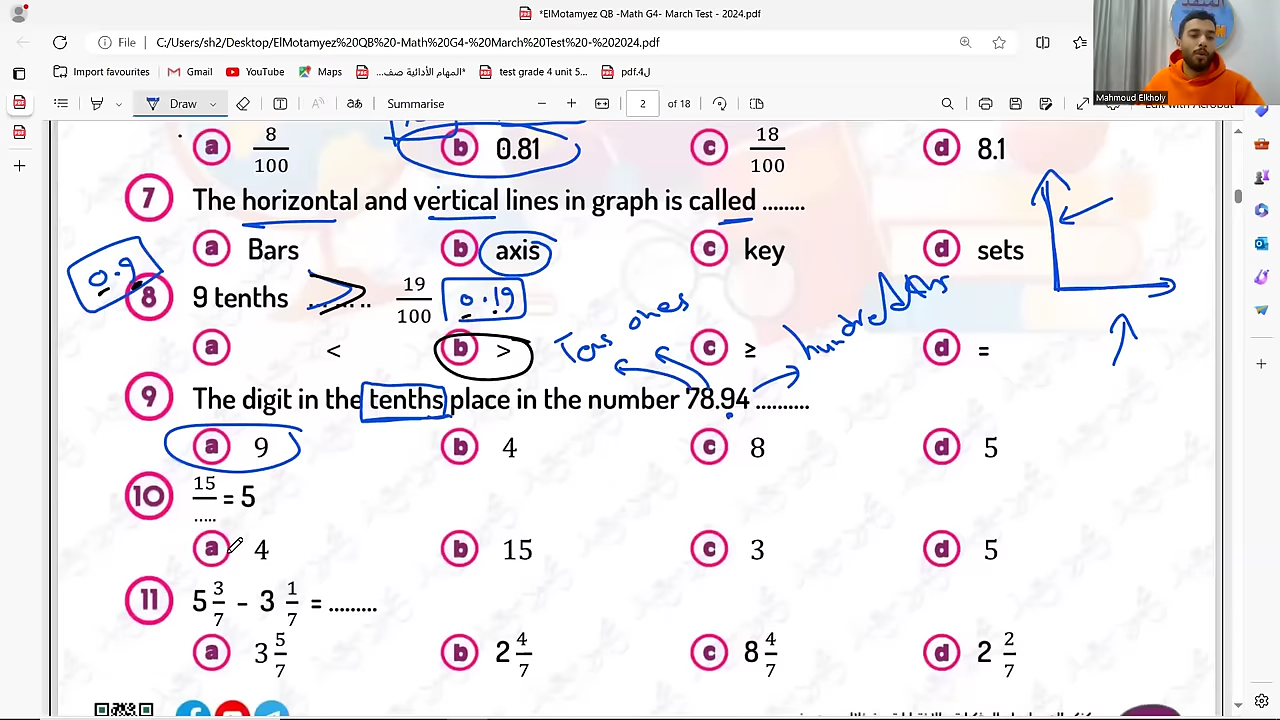 *ElMotamyez QB -Math G4- March Test - 2024.pdf
File C:/Users/sh2/Desktop/ElMotamyez%20QB%20-Math%20G4-%20March%20Test%20-%202024.pdf
Import favourites Gmail YouTube Maps المهام الأدائية صف...* test grade 4 unit 5... ل4.pdf
Mahmoud Elkholy
Draw Summarise 2 of 18 Edit with Acrobat
a 8/100 b 0.81 c 18/100 d 8.1
7 The horizontal and vertical lines in graph is called ........
a Bars b axis c key d sets
0.9
8 9 tenths ......... 19/100 0.19
a < b > c ≥ d =
Tens ones hundredths
9 The digit in the tenths place in the number 78.94 ..........
a 9 b 4 c 8 d 5
10 15/..... = 5
a 4 b 15 c 3 d 5
11 5 3/7 - 3 1/7 = .........
a 3 5/7 b 2 4/7 c 8 4/7 d 2 2/7